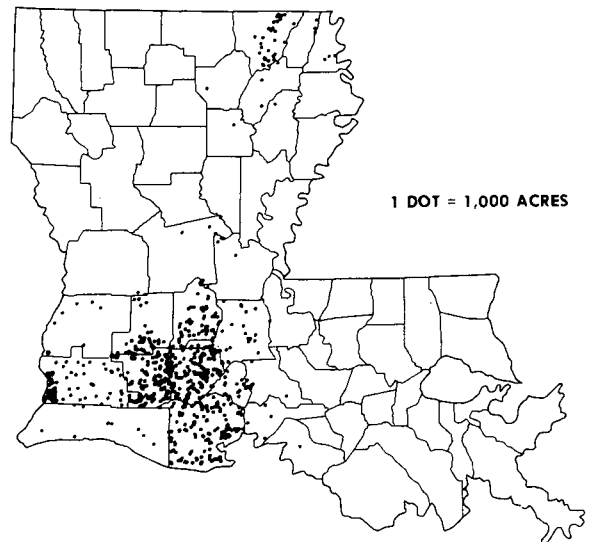 1 DOT = 1,000 ACRES